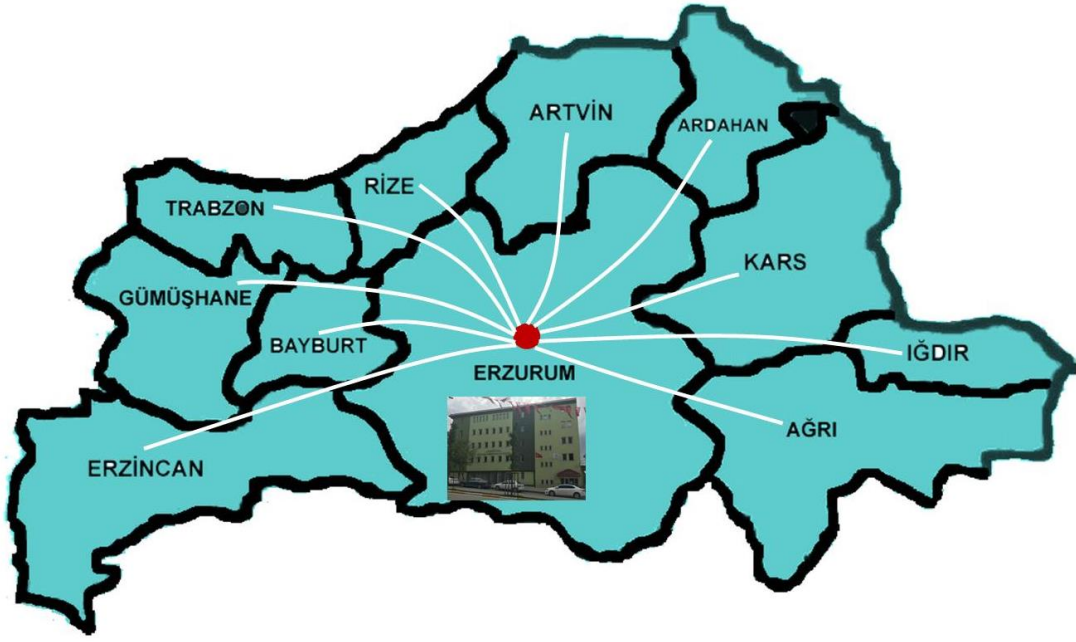 ARTVİN
ARDAHAN
RİZE
TRABZON
KARS
GÜMÜŞHANE
BAYBURT
IĞDIR
ERZURUM
AĞRI
ERZİNCAN